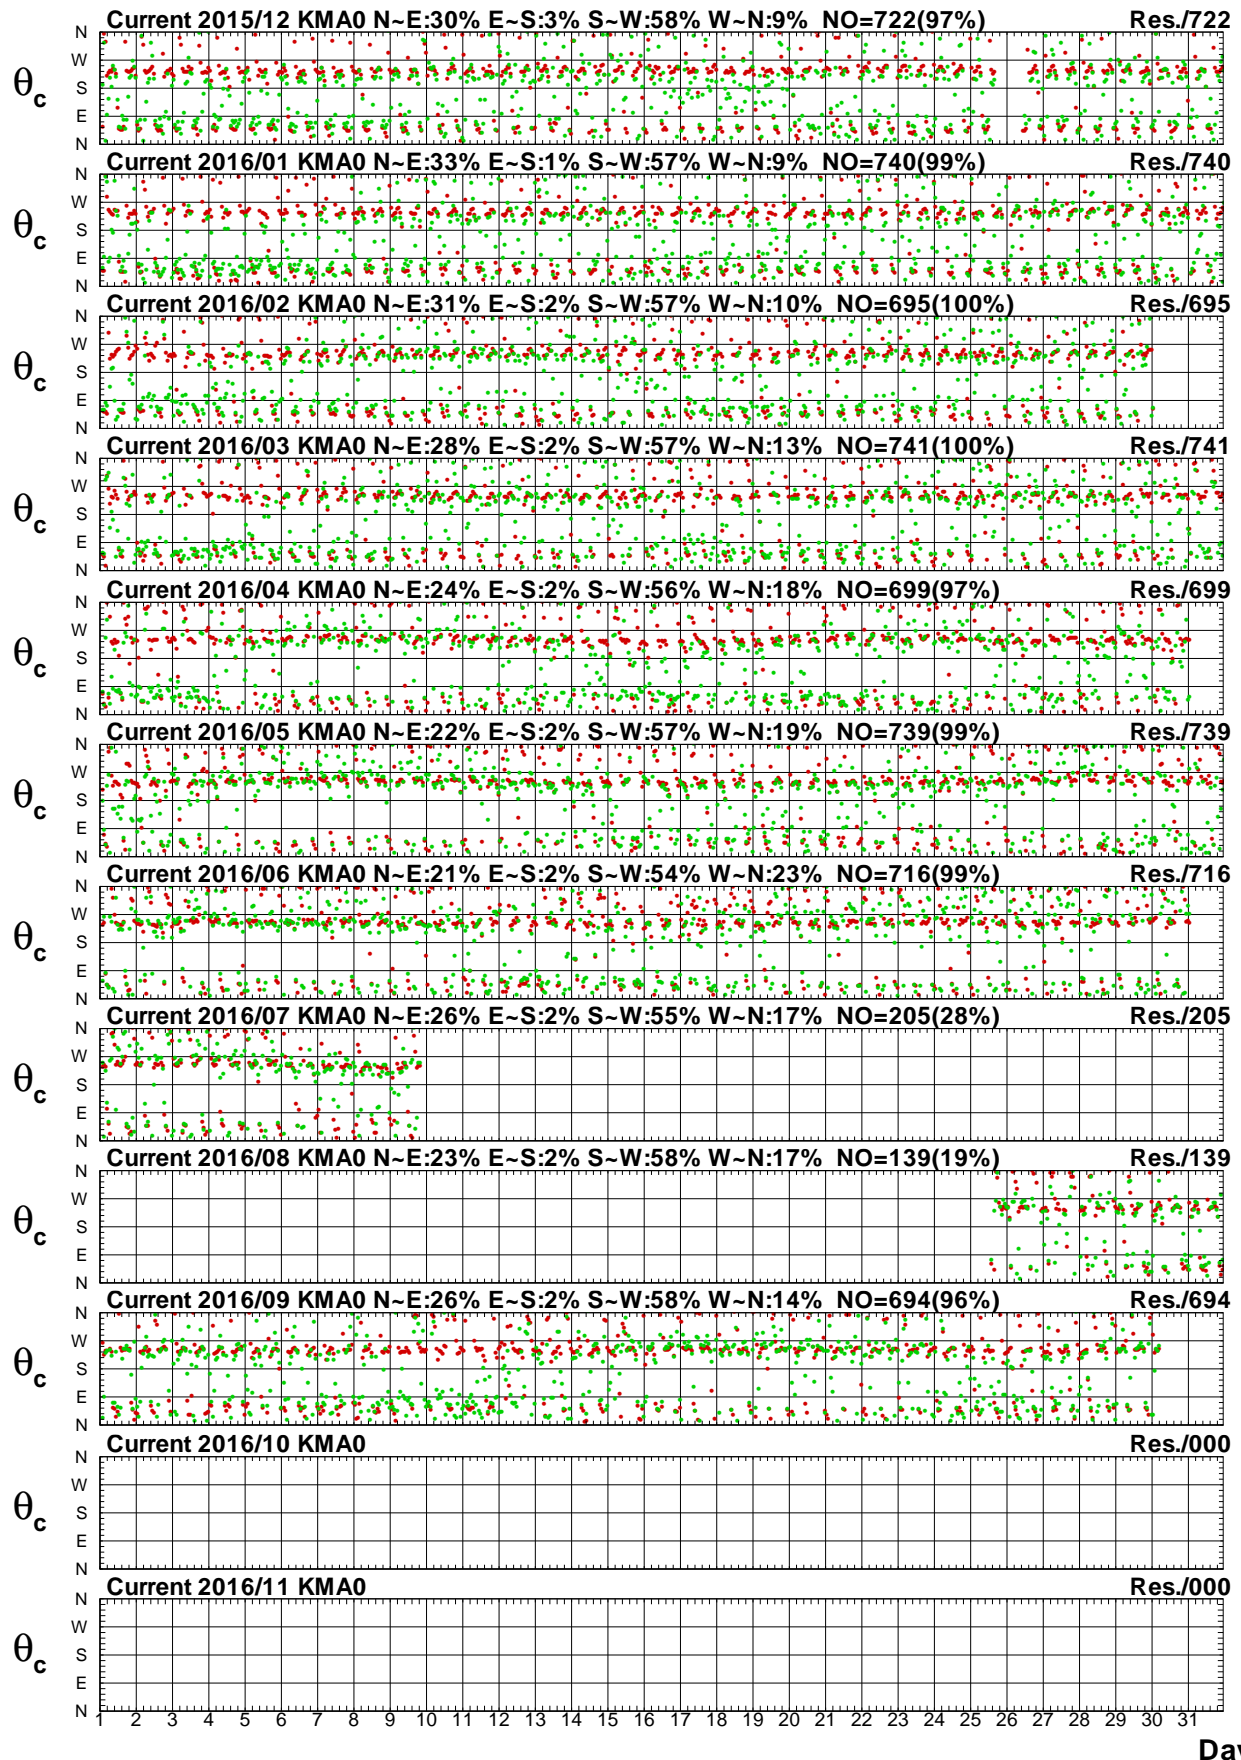 Current 2015/12 KMA0 N~E:30% E~S:3% S~W:58% W~N:9% NO=722(97%) Res./722
N
W
θc S
E
N
Current 2016/01 KMA0 N~E:33% E~S:1% S~W:57% W~N:9% NO=740(99%) Res./740
N
W
θc S
E
N
Current 2016/02 KMA0 N~E:31% E~S:2% S~W:57% W~N:10% NO=695(100%) Res./695
N
W
θc S
E
N
Current 2016/03 KMA0 N~E:28% E~S:2% S~W:57% W~N:13% NO=741(100%) Res./741
N
W
θc S
E
N
Current 2016/04 KMA0 N~E:24% E~S:2% S~W:56% W~N:18% NO=699(97%) Res./699
N
W
θc S
E
N
Current 2016/05 KMA0 N~E:22% E~S:2% S~W:57% W~N:19% NO=739(99%) Res./739
N
W
θc S
E
N
Current 2016/06 KMA0 N~E:21% E~S:2% S~W:54% W~N:23% NO=716(99%) Res./716
N
W
θc S
E
N
Current 2016/07 KMA0 N~E:26% E~S:2% S~W:55% W~N:17% NO=205(28%) Res./205
N
W
θc S
E
N
Current 2016/08 KMA0 N~E:23% E~S:2% S~W:58% W~N:17% NO=139(19%) Res./139
N
W
θc S
E
N
Current 2016/09 KMA0 N~E:26% E~S:2% S~W:58% W~N:14% NO=694(96%) Res./694
N
W
θc S
E
N
Current 2016/10 KMA0 Res./000
N
W
θc S
E
N
Current 2016/11 KMA0 Res./000
N
W
θc S
E
N
1 2 3 4 5 6 7 8 9 10 11 12 13 14 15 16 17 18 19 20 21 22 23 24 25 26 27 28 29 30 31
Day